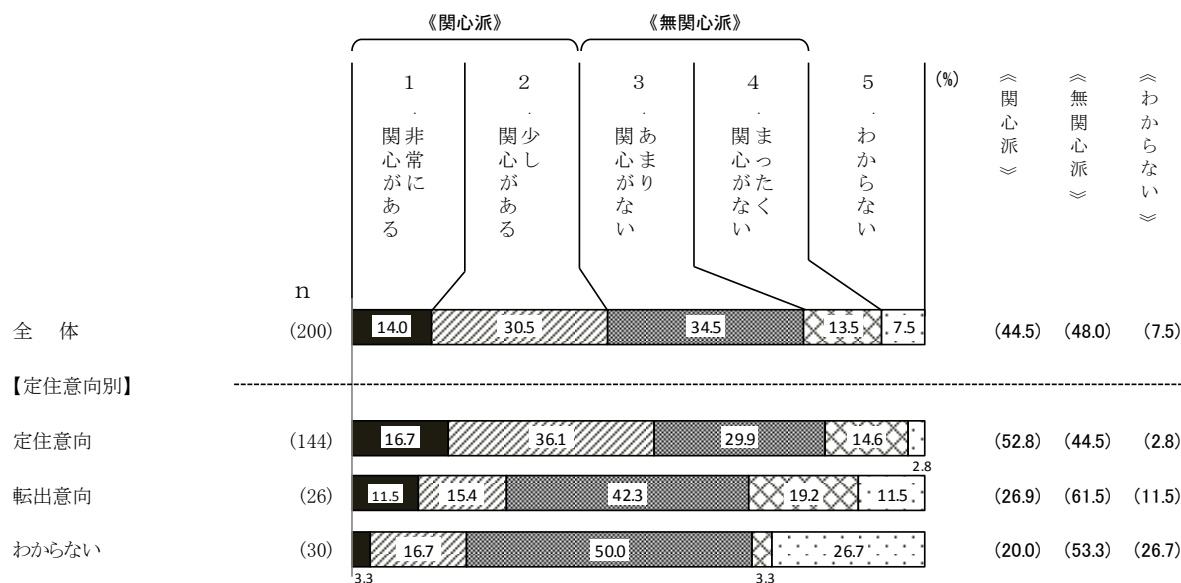 《関心派》 《無関心派》
1.非常に関心がある
2.少し関心がある
3.あまり関心がない
4.まったく関心がない
5.わからない
(%)
《関心派》
《無関心派》
《わからない》
n
全 体 (200) 14.0 30.5 34.5 13.5 7.5 (44.5) (48.0) (7.5)
【定住意向別】
定住意向 (144) 16.7 36.1 29.9 14.6 2.8 (52.8) (44.5) (2.8)
転出意向 (26) 11.5 15.4 42.3 19.2 11.5 (26.9) (61.5) (11.5)
わからない (30) 3.3 16.7 50.0 3.3 26.7 (20.0) (53.3) (26.7)